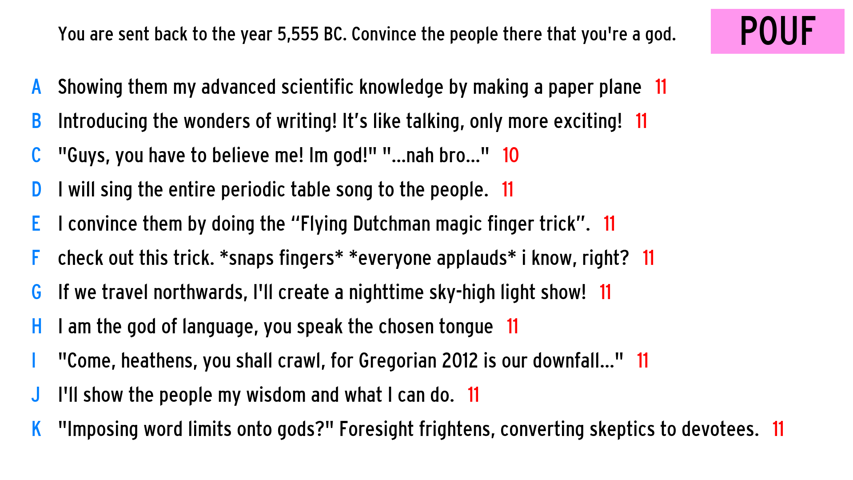 You are sent back to the year 5,555 BC. Convince the people there that you're a god.
POUF
A Showing them my advanced scientific knowledge by making a paper plane 11
B Introducing the wonders of writing! It’s like talking, only more exciting! 11
C "Guys, you have to believe me! Im god!" "...nah bro..." 10
D I will sing the entire periodic table song to the people. 11
E I convince them by doing the “Flying Dutchman magic finger trick”. 11
F check out this trick. *snaps fingers* *everyone applauds* i know, right? 11
G If we travel northwards, I'll create a nighttime sky-high light show! 11
H I am the god of language, you speak the chosen tongue 11
I "Come, heathens, you shall crawl, for Gregorian 2012 is our downfall..." 11
J I'll show the people my wisdom and what I can do. 11
K "Imposing word limits onto gods?" Foresight frightens, converting skeptics to devotees. 11